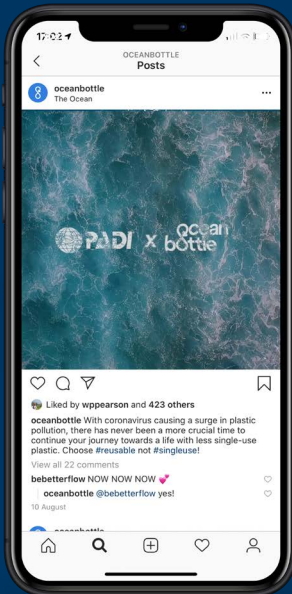 17:02
OCEANBOTTLE
Posts
oceanbottle
The Ocean
PADI x ocean
bottle
Liked by wppearson and 423 others
oceanbottle With coronavirus causing a surge in plastic
pollution, there has never been a more crucial time to
continue your journey towards a life with less single-use
plastic. Choose #reusable not #singleuse!
View all 22 comments
bebetterflow NOW NOW NOW 💕
oceanbottle @bebetterflow yes!
10 August
oceanbottle